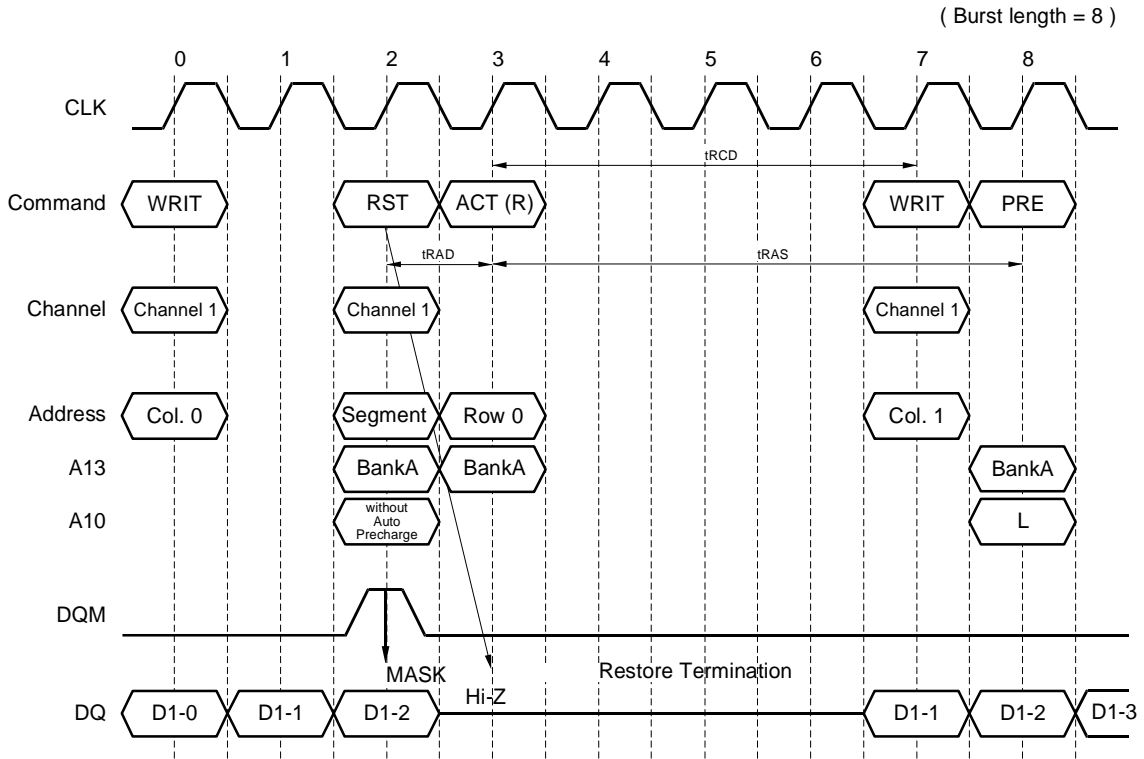 ( Burst length = 8 )
0 1 2 3 4 5 6 7 8
CLK
tRCD
Command WRIT RST ACT (R) WRIT PRE
tRAD tRAS
Channel Channel 1 Channel 1 Channel 1
Address Col. 0 Segment Row 0 Col. 1
A13 BankA BankA BankA
A10 without Auto Precharge L
DQM
MASK Restore Termination
Hi-Z
DQ D1-0 D1-1 D1-2 D1-1 D1-2 D1-3